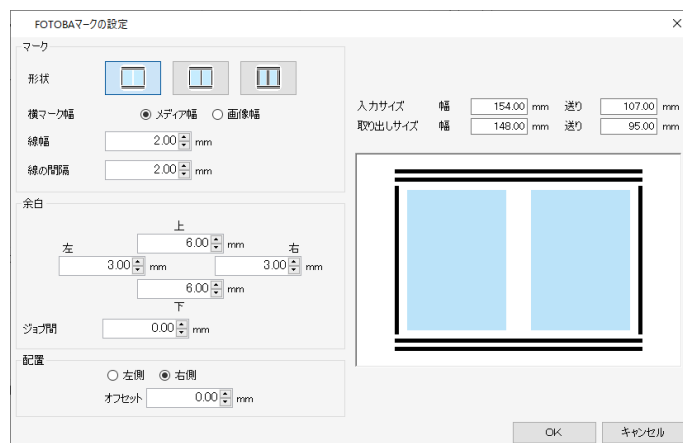 FOTOBAマークの設定
マーク
形状
横マーク幅 メディア幅 画像幅
線幅 2.00 mm
線の間隔 2.00 mm
余白
上
6.00 mm
左 右
3.00 mm 3.00 mm
6.00 mm
下
ジョブ間 0.00 mm
配置
左側 右側
オフセット 0.00 mm
入力サイズ 幅 154.00 mm 送り 107.00 mm
取り出しサイズ 幅 148.00 mm 送り 95.00 mm
OK キャンセル